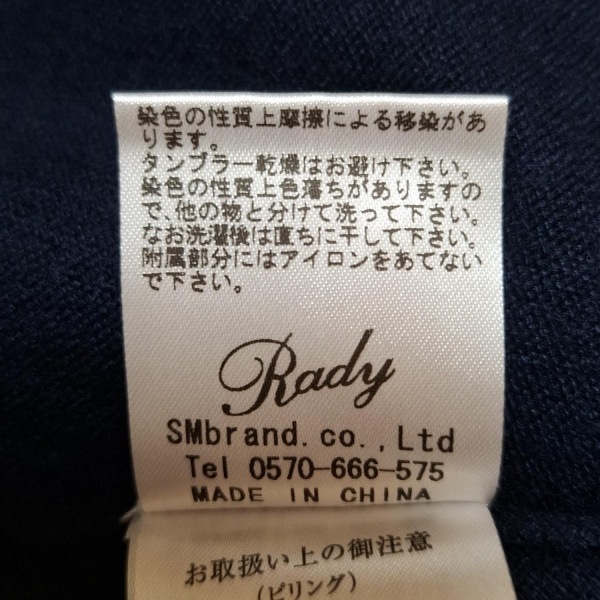 染色の性質上摩擦による移染があ
ります。
タンブラー乾燥はお避け下さい。
染色の性質上色落ちがありますの
で、他の物と分けて洗って下さい。
なお洗濯後は直ちに干して下さい。
附属部分にはアイロンをあてない
で下さい。
Rady
SMbrand.co.,Ltd
Tel 0570-666-575
MADE IN CHINA
お取扱い上の御注意
(ピリング)